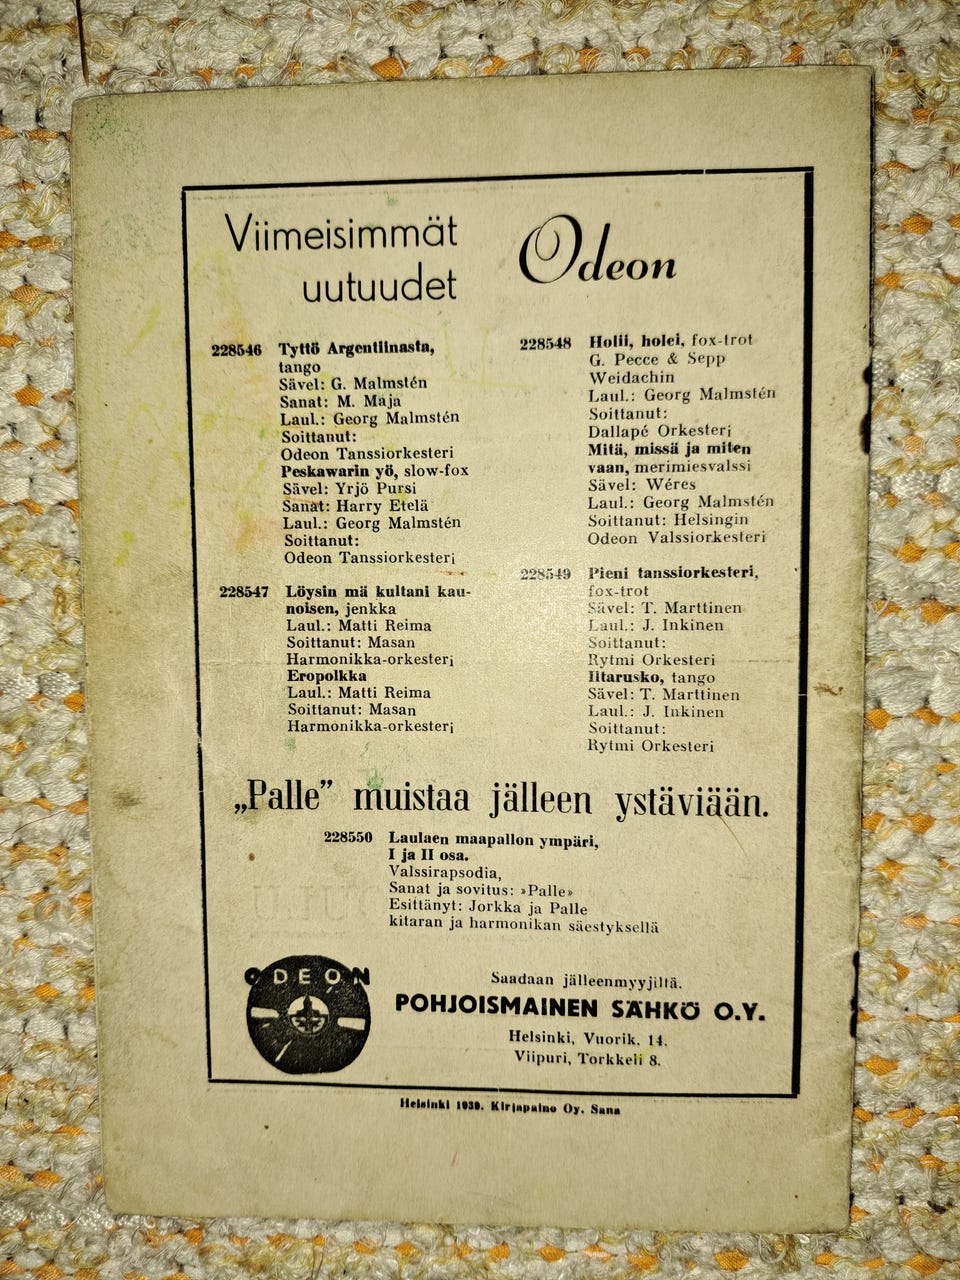 Viimeisimmät
uutuudet
Odeon
228546 Tyttö Argentiinasta,
tango
Sävel: G. Malmstén
Sanat: M. Maja
Laul.: Georg Malmstén
Soittanut:
Odeon Tanssiorkesteri
Peskawarin yö, slow-fox
Sävel: Yrjö Pursi
Sanat: Harry Etelä
Laul.: Georg Malmstén
Soittanut:
Odeon Tanssiorkesteri
228547 Löysin mä kultani kau-
noisen, jenkka
Laul.: Matti Reima
Soittanut: Masan
Harmonikka-orkesteri
Eropolkka
Laul.: Matti Reima
Soittanut: Masan
Harmonikka-orkesteri
228548 Holii, holei, fox-trot
G. Pecce & Sepp
Weidachin
Laul.: Georg Malmstén
Soittanut:
Dallapé Orkesteri
Mitä, missä ja miten
vaan, merimiesvalssi
Sävel: Wéres
Laul.: Georg Malmstén
Soittanut: Helsingin
Odeon Valssiorkesteri
228549 Pieni tanssiorkesteri,
fox-trot
Sävel: T. Marttinen
Laul.: J. Inkinen
Soittanut:
Rytmi Orkesteri
Iltarusko, tango
Sävel: T. Marttinen
Laul.: J. Inkinen
Soittanut:
Rytmi Orkesteri
„Palle” muistaa jälleen ystäviään.
228550 Laulaen maapallon ympäri,
I ja II osa.
Valssirapsodia,
Sanat ja sovitus: »Palle»
Esittänyt: Jorkka ja Palle
kitaran ja harmonikan säestyksellä
ODEON
Saadaan jälleenmyyjiltä.
POHJOISMAINEN SÄHKÖ O.Y.
Helsinki, Vuorik. 14.
Viipuri, Torkkeli 8.
Helsinki 1939. Kirjapaino Oy. Sana